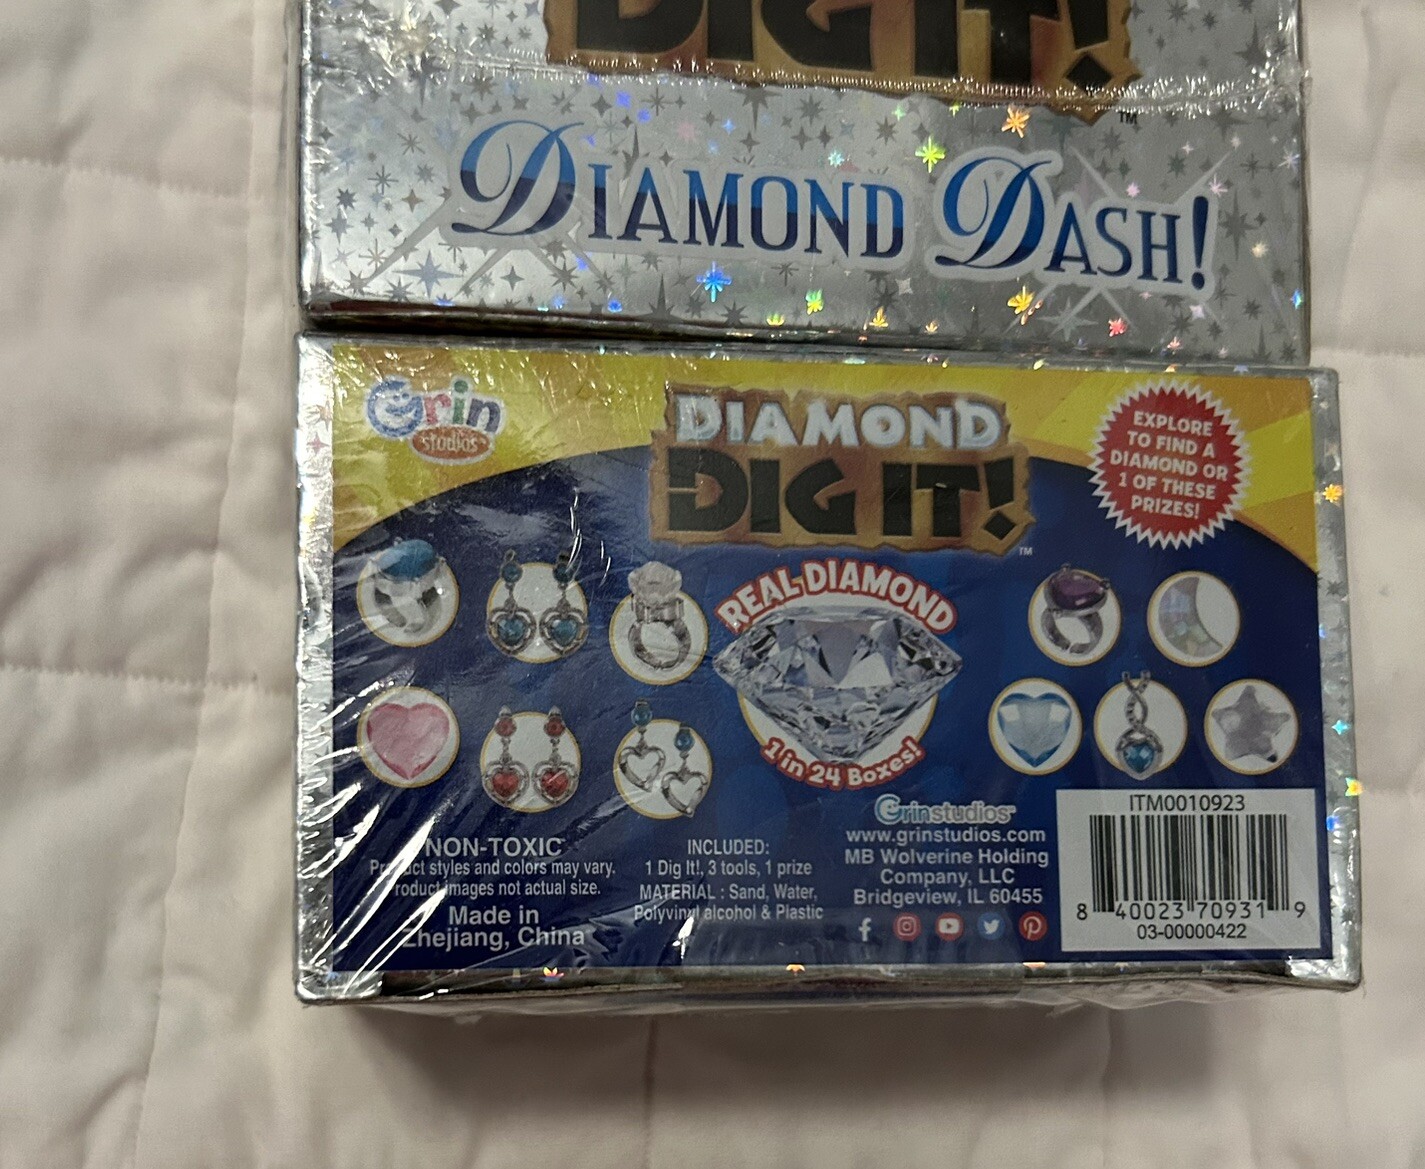 DIG IT!
TM
DIAMOND DASH!
Grin
studios
DIAMOND
DIG IT!
TM
EXPLORE
TO FIND A
DIAMOND OR
1 OF THESE
PRIZES!
REAL DIAMOND
1 in 24 Boxes!
NON-TOXIC
Product styles and colors may vary.
Product images not actual size.
Made in
Zhejiang, China
INCLUDED:
1 Dig It!, 3 tools, 1 prize
MATERIAL : Sand, Water,
Polyvinyl alcohol & Plastic
Grinstudios
www.grinstudios.com
MB Wolverine Holding
Company, LLC
Bridgeview, IL 60455
ITM0010923
8 40023 70931 9
03-00000422